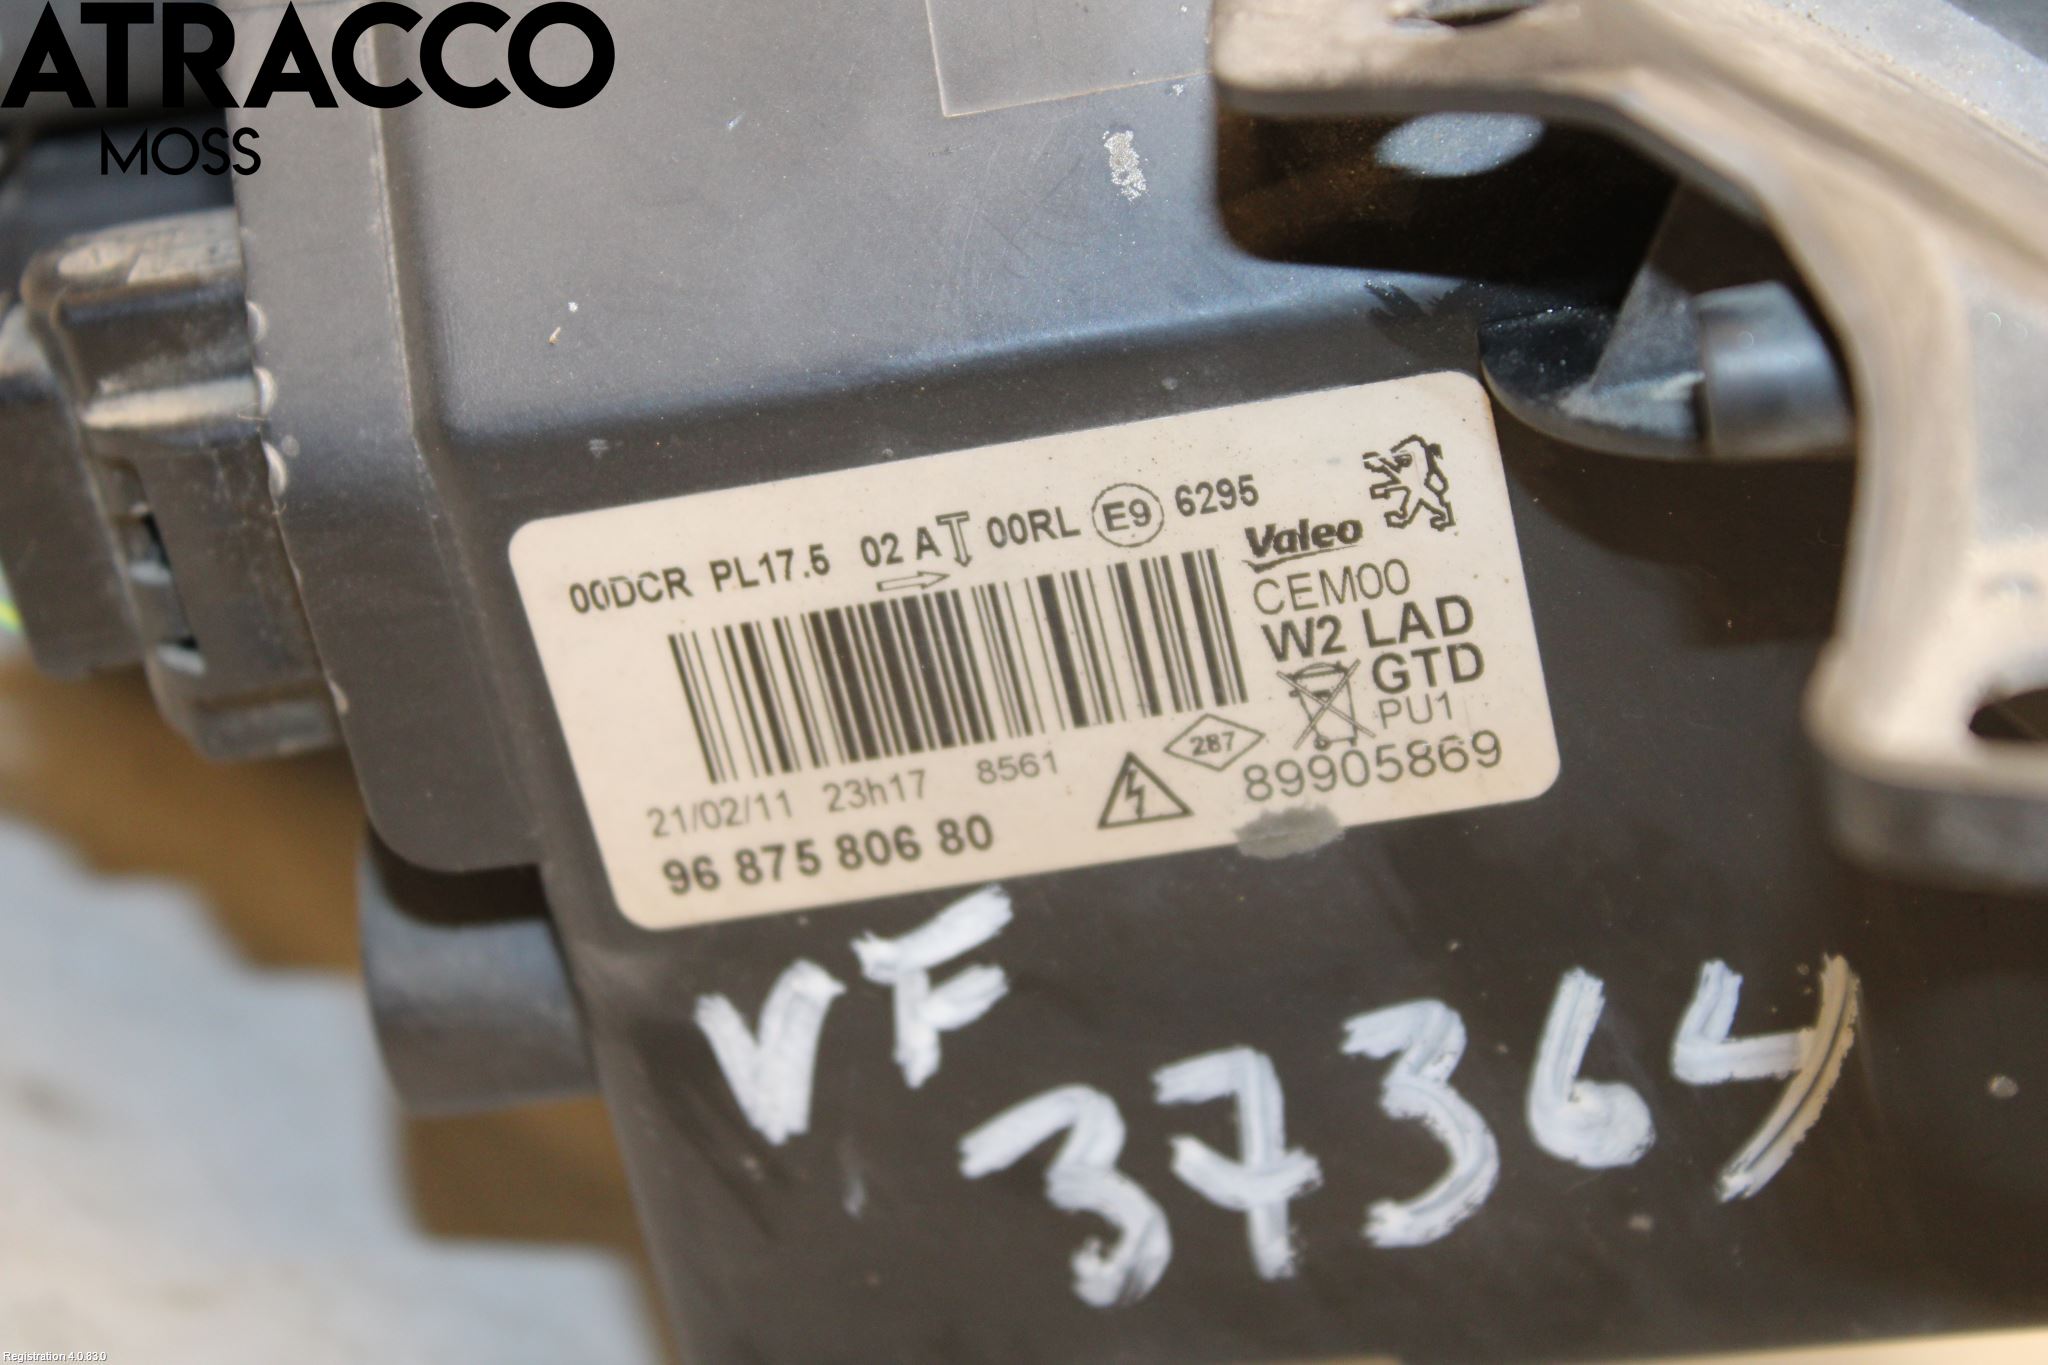 ATRACCO
MOSS
00DCR PL17.5 02 A 00RL E9 6295
Valeo
CEM00
W2 LAD
GTD
PU1
287
21/02/11 23h17 8561
89905869
96 875 806 80
VF
37364
Registration 4.0.83.0